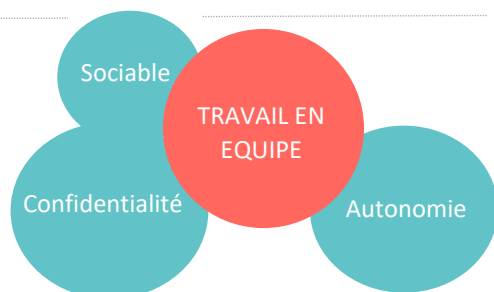 Sociable
TRAVAIL EN
EQUIPE
Confidentialité
Autonomie